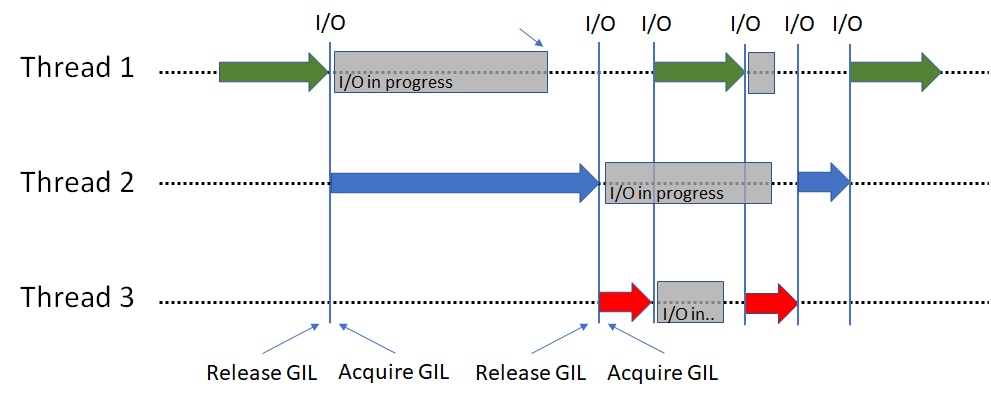 I/O I/O I/O I/O I/O I/O
Thread 1
I/O in progress
Thread 2
I/O in progress
Thread 3
I/O in..
Release GIL Acquire GIL Release GIL Acquire GIL